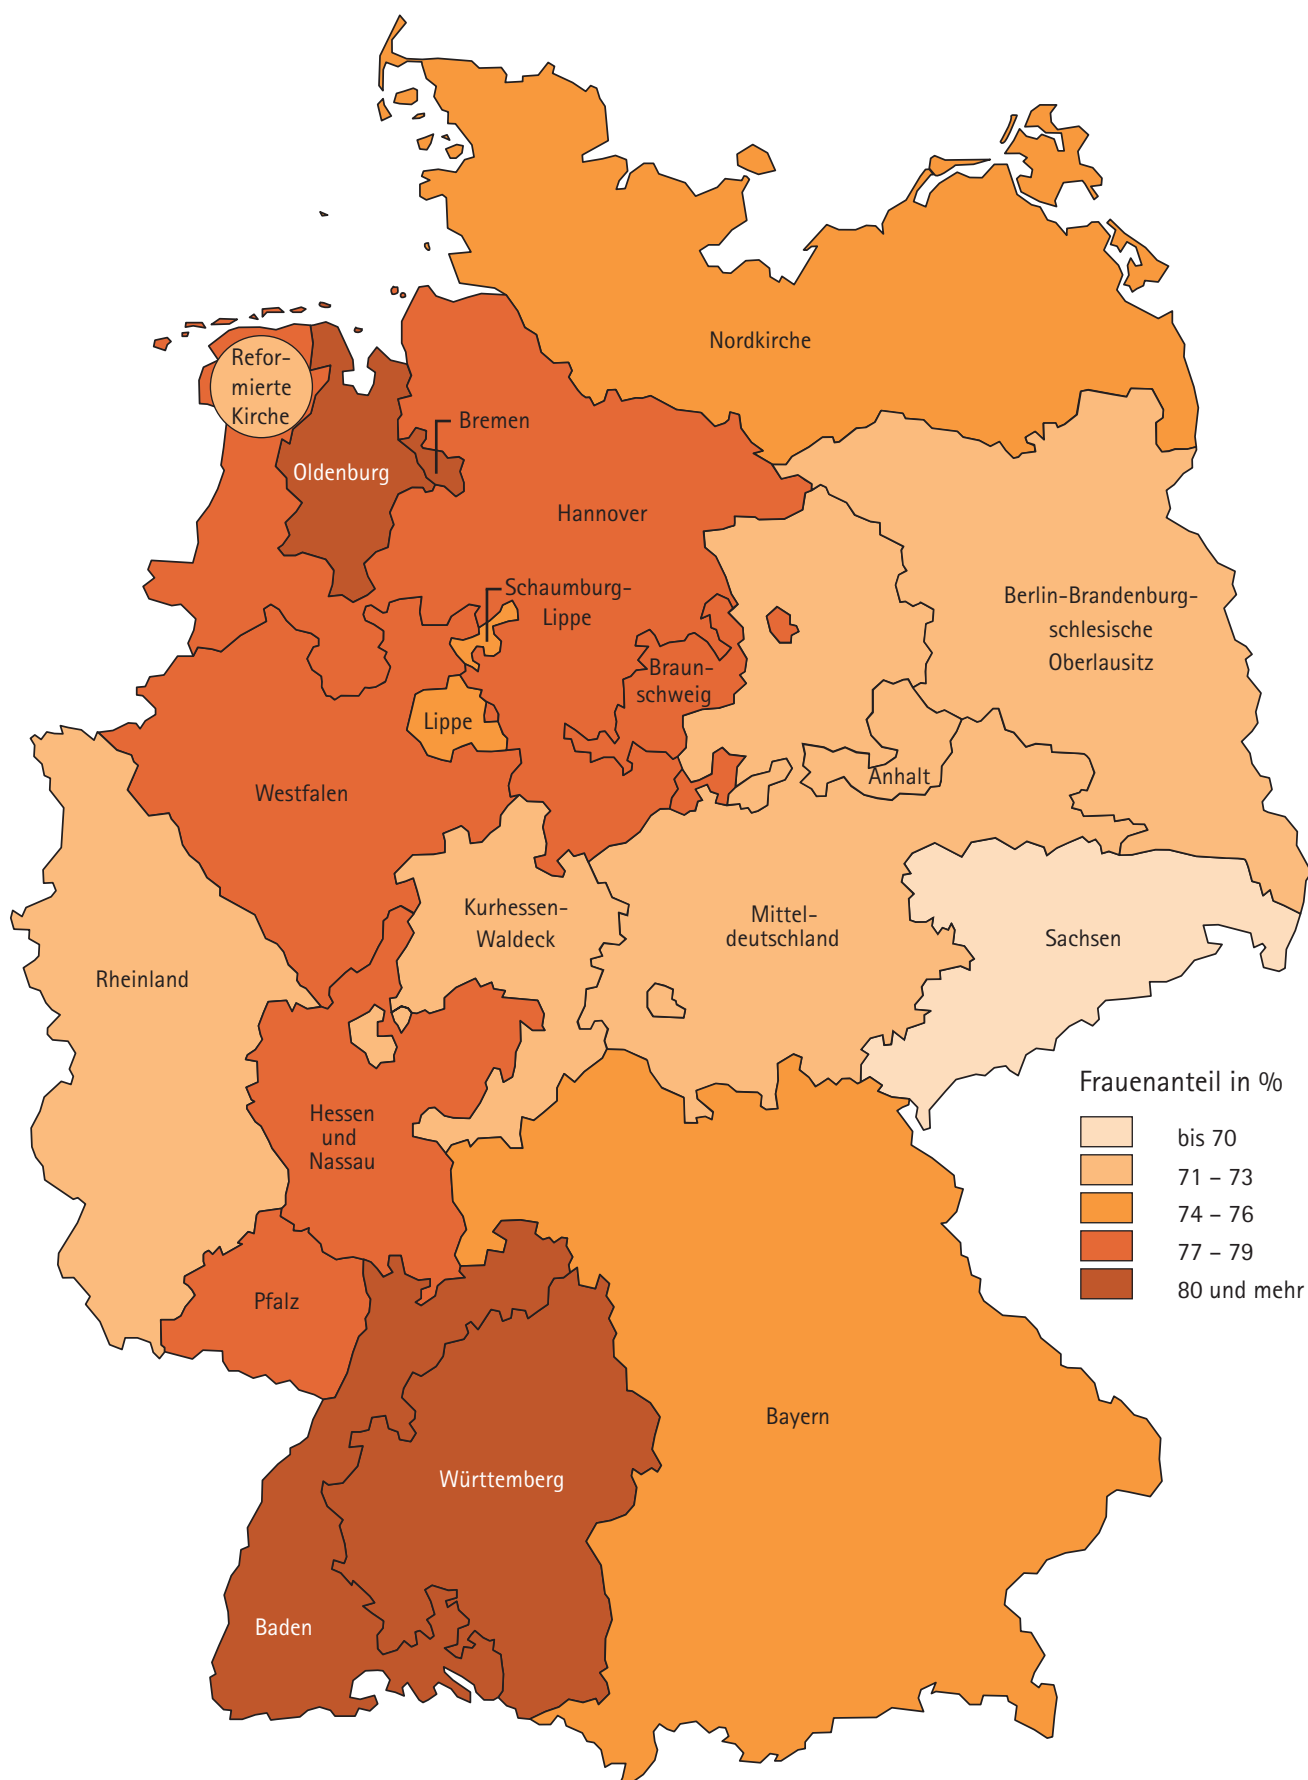 Nordkirche
Refor-
mierte
Kirche
Bremen
Oldenburg
Hannover
Schaumburg-
Lippe
Berlin-Brandenburg-
schlesische
Oberlausitz
Braun-
schweig
Lippe
Anhalt
Westfalen
Kurhessen-
Waldeck
Mittel-
deutschland
Sachsen
Rheinland
Hessen
und
Nassau
Pfalz
Bayern
Württemberg
Baden
Frauenanteil in %
bis 70
71 – 73
74 – 76
77 – 79
80 und mehr